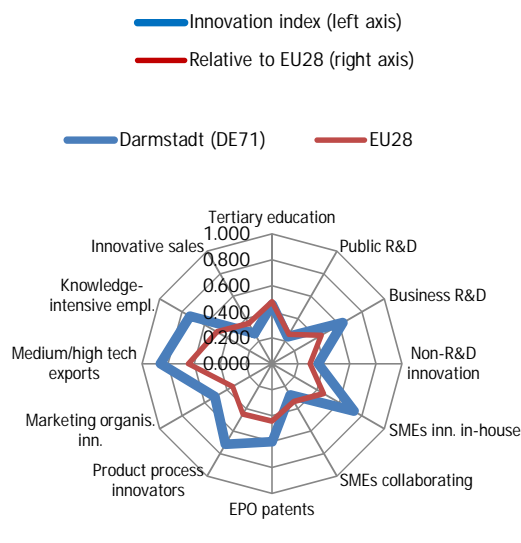 Innovation index (left axis)
Relative to EU28 (right axis)
Darmstadt (DE71)
EU28
Tertiary education
1.000
Innovative sales
Public R&D
0.800
0.600
Knowledge-
intensive empl.
Business R&D
0.400
0.200
Medium/high tech
exports
0.000
Non-R&D
innovation
Marketing organis.
inn.
SMEs inn. in-house
Product process
innovators
SMEs collaborating
EPO patents